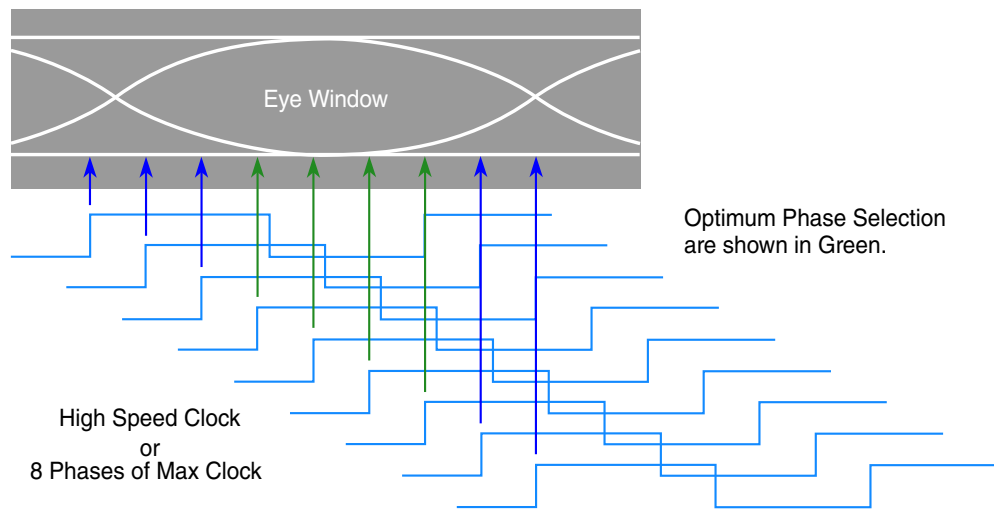 Eye Window
Optimum Phase Selection
are shown in Green.
High Speed Clock
or
8 Phases of Max Clock